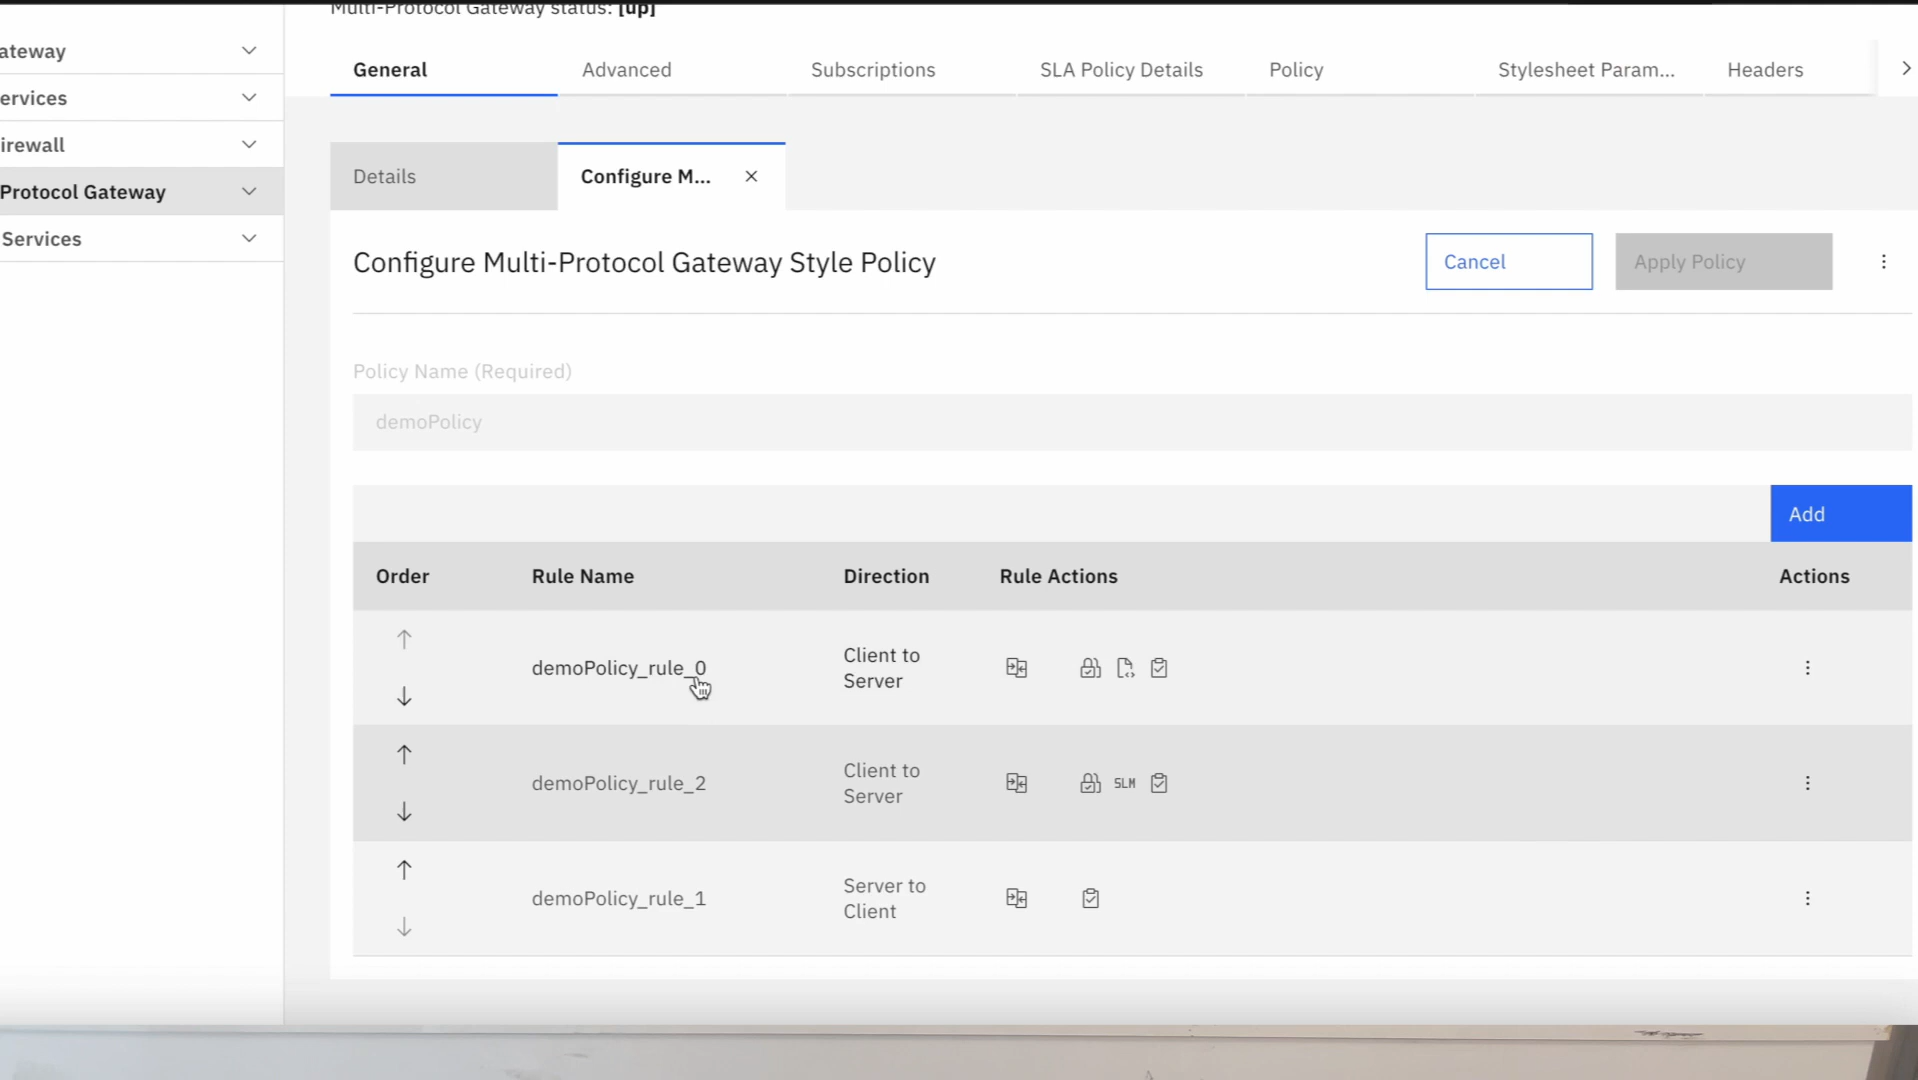 Multi-Protocol Gateway status: [up]
ateway
ervices
irewall
Protocol Gateway
Services
General
Advanced
Subscriptions
SLA Policy Details
Policy
Stylesheet Param...
Headers
Details
Configure M...
Configure Multi-Protocol Gateway Style Policy
Cancel
Apply Policy
Policy Name (Required)
demoPolicy
Add
Order
Rule Name
Direction
Rule Actions
Actions
demoPolicy_rule_0
Client to
Server
demoPolicy_rule_2
Client to
Server
SLM
demoPolicy_rule_1
Server to
Client